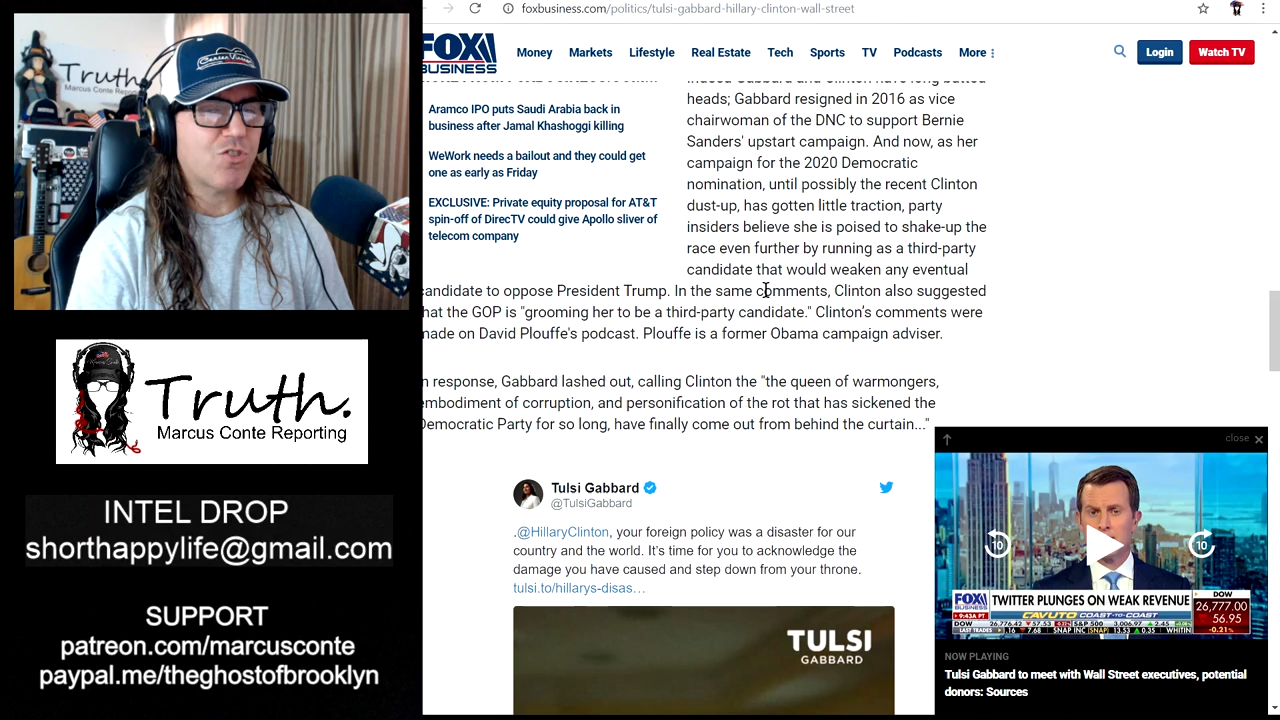 foxbusiness.com/politics/tulsi-gabbard-hillary-clinton-wall-street
Truth.
Marcus Conte Reporting
FOX
BUSINESS
Money Markets Lifestyle Real Estate Tech Sports TV Podcasts More
Login
Watch TV
Aramco IPO puts Saudi Arabia back in
business after Jamal Khashoggi killing
WeWork needs a bailout and they could get
one as early as Friday
EXCLUSIVE: Private equity proposal for AT&T
spin-off of DirecTV could give Apollo sliver of
telecom company
heads; Gabbard resigned in 2016 as vice
chairwoman of the DNC to support Bernie
Sanders' upstart campaign. And now, as her
campaign for the 2020 Democratic
nomination, until possibly the recent Clinton
dust-up, has gotten little traction, party
insiders believe she is poised to shake-up the
race even further by running as a third-party
candidate that would weaken any eventual
candidate to oppose President Trump. In the same comments, Clinton also suggested
hat the GOP is "grooming her to be a third-party candidate." Clinton's comments were
made on David Plouffe's podcast. Plouffe is a former Obama campaign adviser.
n response, Gabbard lashed out, calling Clinton the "the queen of warmongers,
embodiment of corruption, and personification of the rot that has sickened the
Democratic Party for so long, have finally come out from behind the curtain..."
Tulsi Gabbard
@TulsiGabbard
.@HillaryClinton, your foreign policy was a disaster for our
country and the world. It's time for you to acknowledge the
damage you have caused and step down from your throne.
tulsi.to/hillarys-disas…
TULSI
GABBARD
close
10
10
FOX
BUSINESS
9:43A PT
TWITTER PLUNGES ON WEAK REVENUE
CAVUTO COAST-TO-COAST
DOW
26,777.00
56.95
-0.21%
NOW PLAYING
Tulsi Gabbard to meet with Wall Street executives, potential
donors: Sources
Truth.
Marcus Conte Reporting
INTEL DROP
shorthappylife@gmail.com
SUPPORT
patreon.com/marcusconte
paypal.me/theghostofbrooklyn